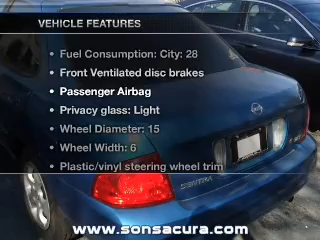 VEHICLE FEATURES
Fuel Consumption: City: 28
Front Ventilated disc brakes
Passenger Airbag
Privacy glass: Light
Wheel Diameter: 15
Wheel Width: 6
Plastic/vinyl steering wheel trim
SENTRA
www.sonsacura.com